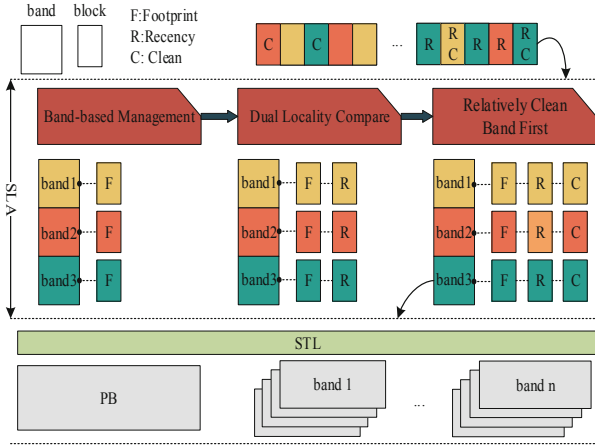 band block F:Footprint
R:Recency
C: Clean
C C ... R R C R R R C
Band-based Management Dual Locality Compare Relatively Clean Band First
SLA
band1 F band1 F R band1 F R C
band2 F band2 F R band2 F R C
band3 F band3 F R band3 F R C
STL
PB band 1 ... band n